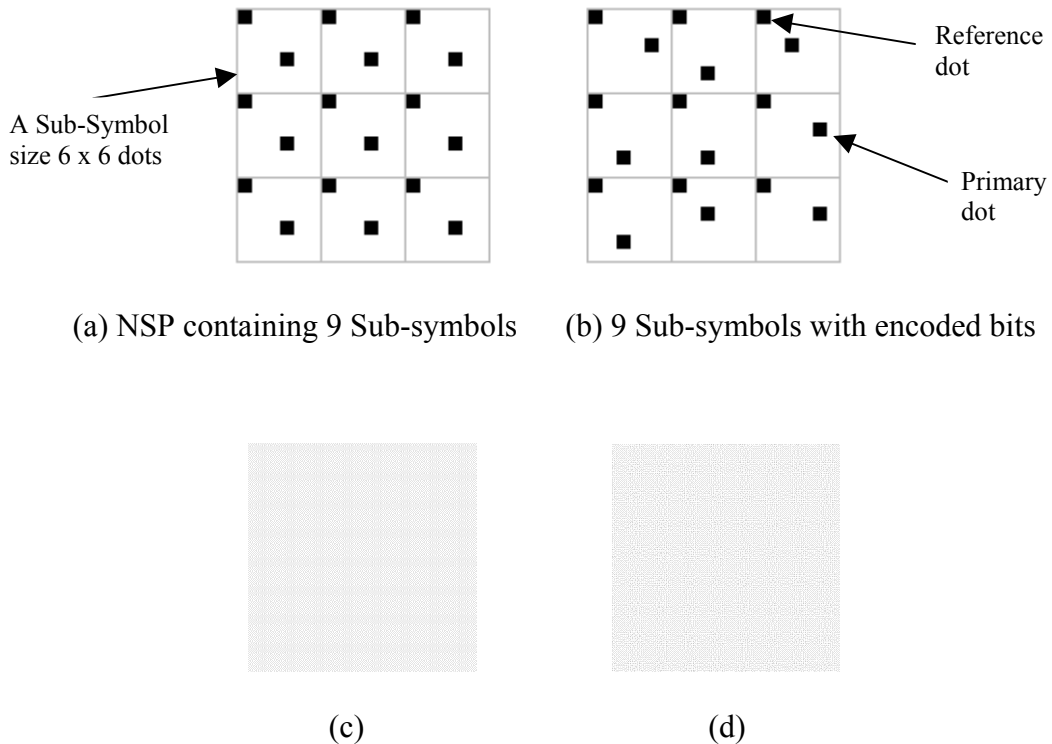 A Sub-Symbol
size 6 x 6 dots
Reference
dot
Primary
dot
(a) NSP containing 9 Sub-symbols
(b) 9 Sub-symbols with encoded bits
(c)
(d)